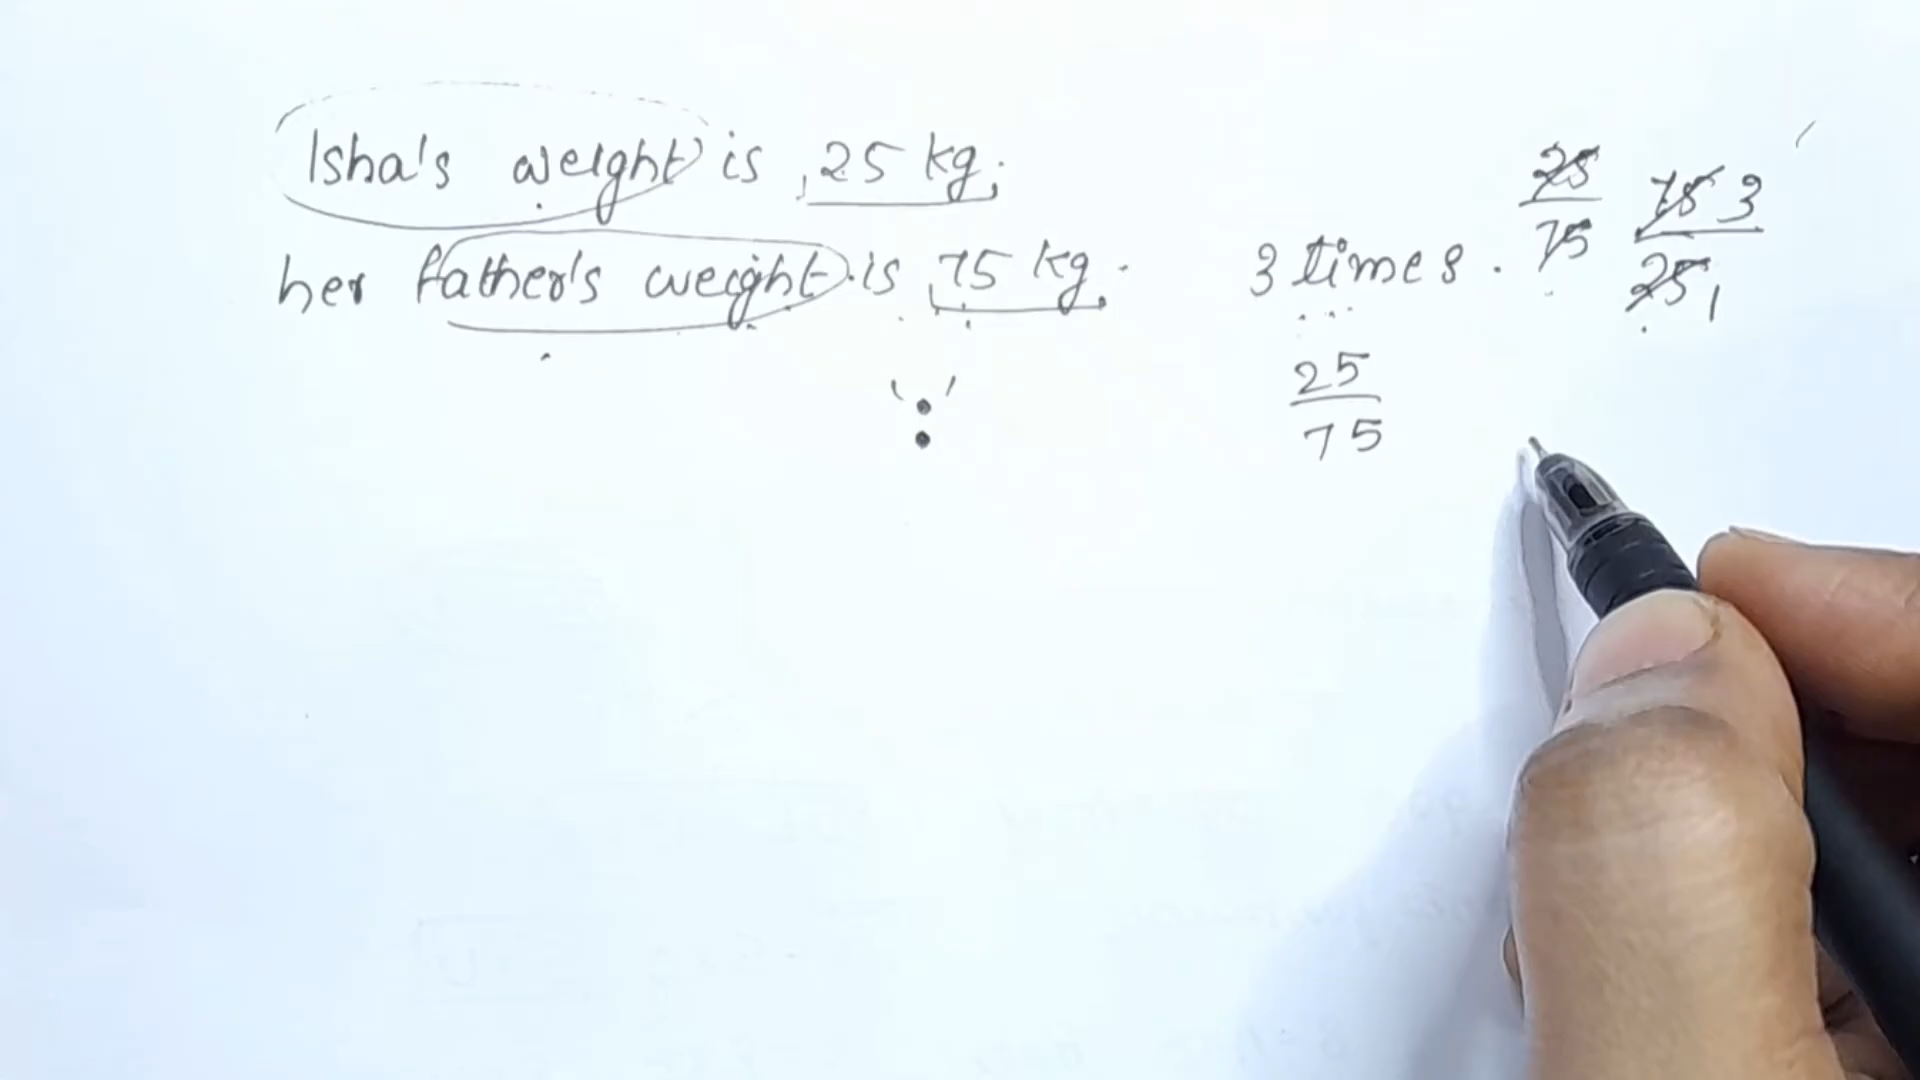 Isha's weight is 25 kg.
her father's weight is 75 kg.
3 times.
25
75
75 3
25 1
25
75
: